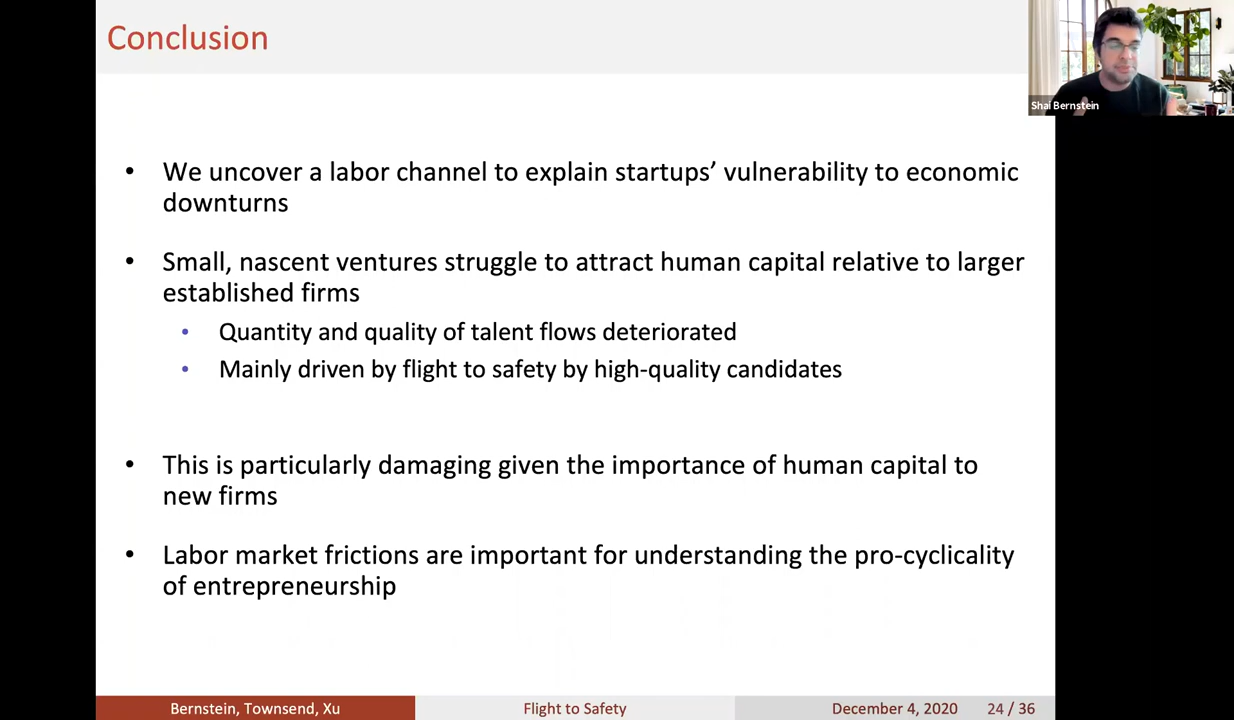 Conclusion
Shai Bernstein
• We uncover a labor channel to explain startups’ vulnerability to economic
downturns
• Small, nascent ventures struggle to attract human capital relative to larger
established firms
• Quantity and quality of talent flows deteriorated
• Mainly driven by flight to safety by high-quality candidates
• This is particularly damaging given the importance of human capital to
new firms
• Labor market frictions are important for understanding the pro-cyclicality
of entrepreneurship
Bernstein, Townsend, Xu Flight to Safety December 4, 2020 24 / 36